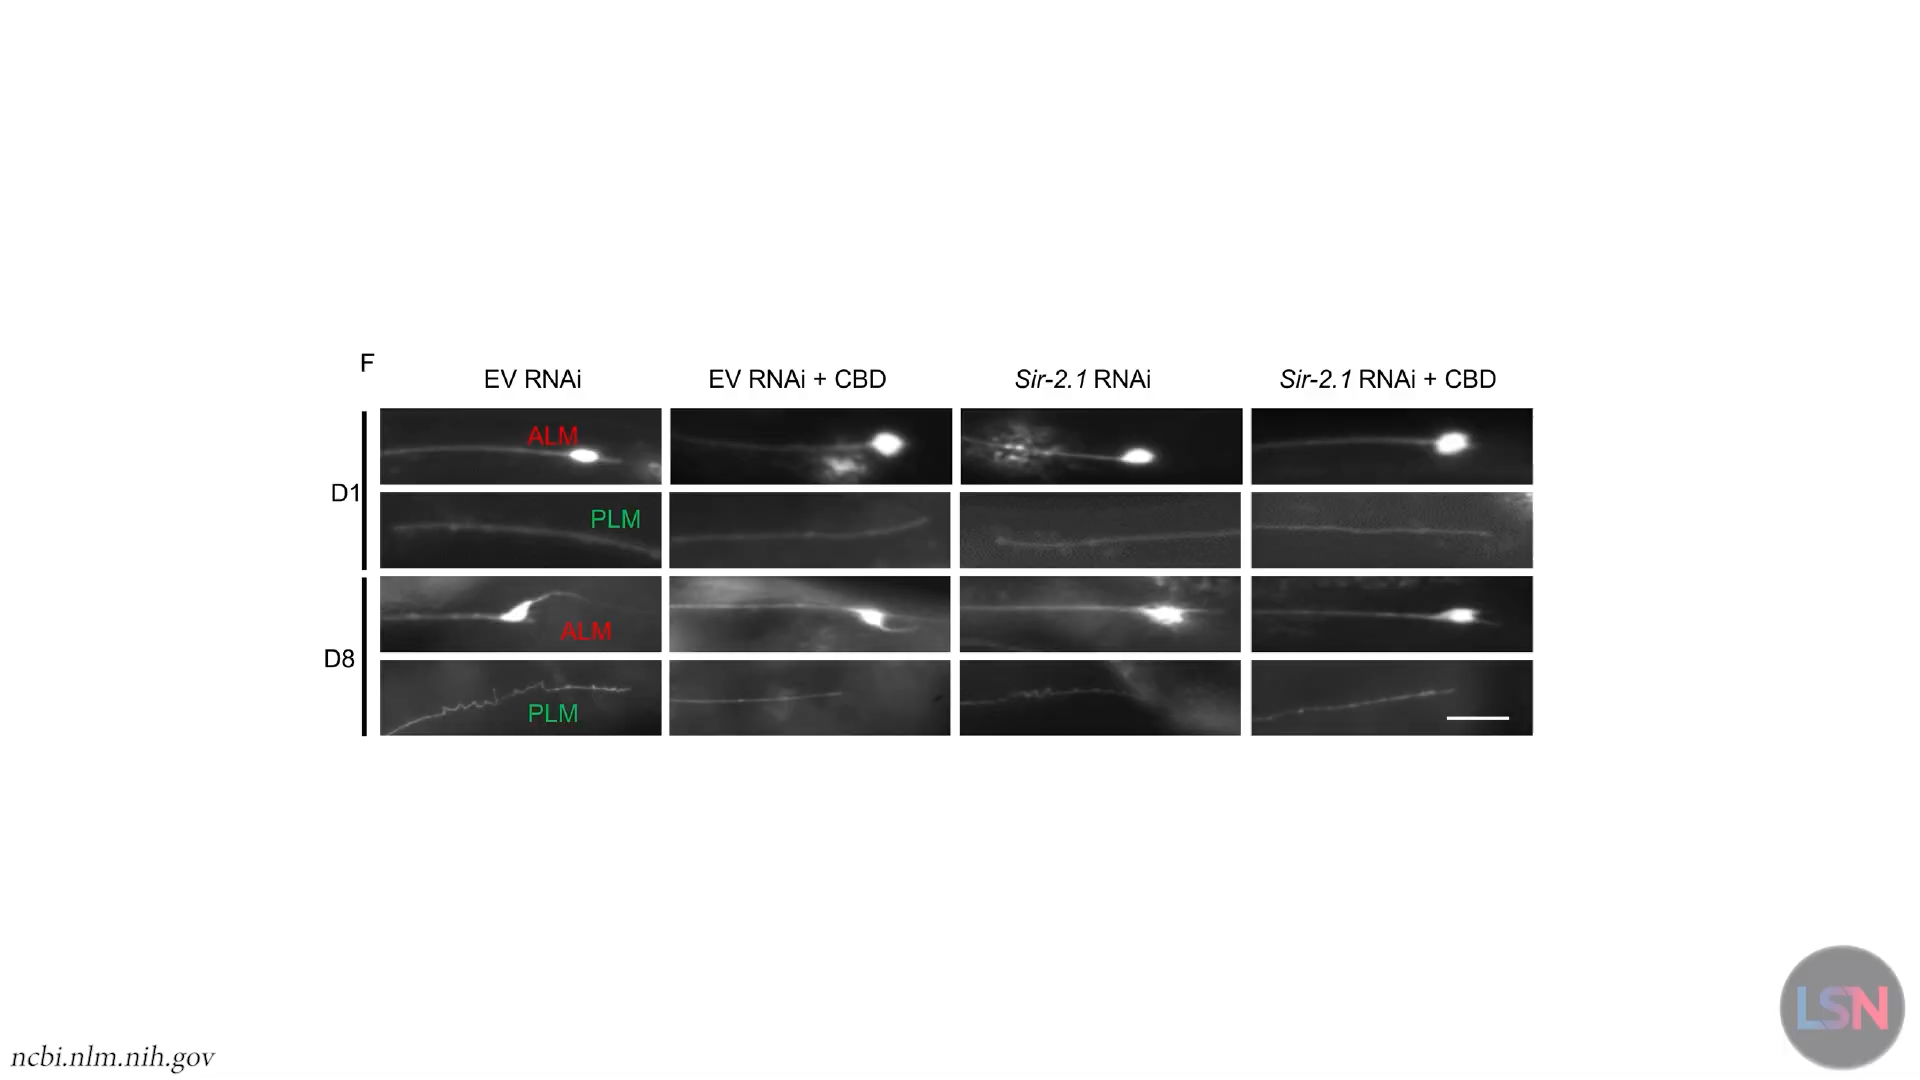 F
EV RNAi
EV RNAi + CBD
Sir-2.1 RNAi
Sir-2.1 RNAi + CBD
D1
ALM
PLM
D8
ALM
PLM
ncbi.nlm.nih.gov
LSN